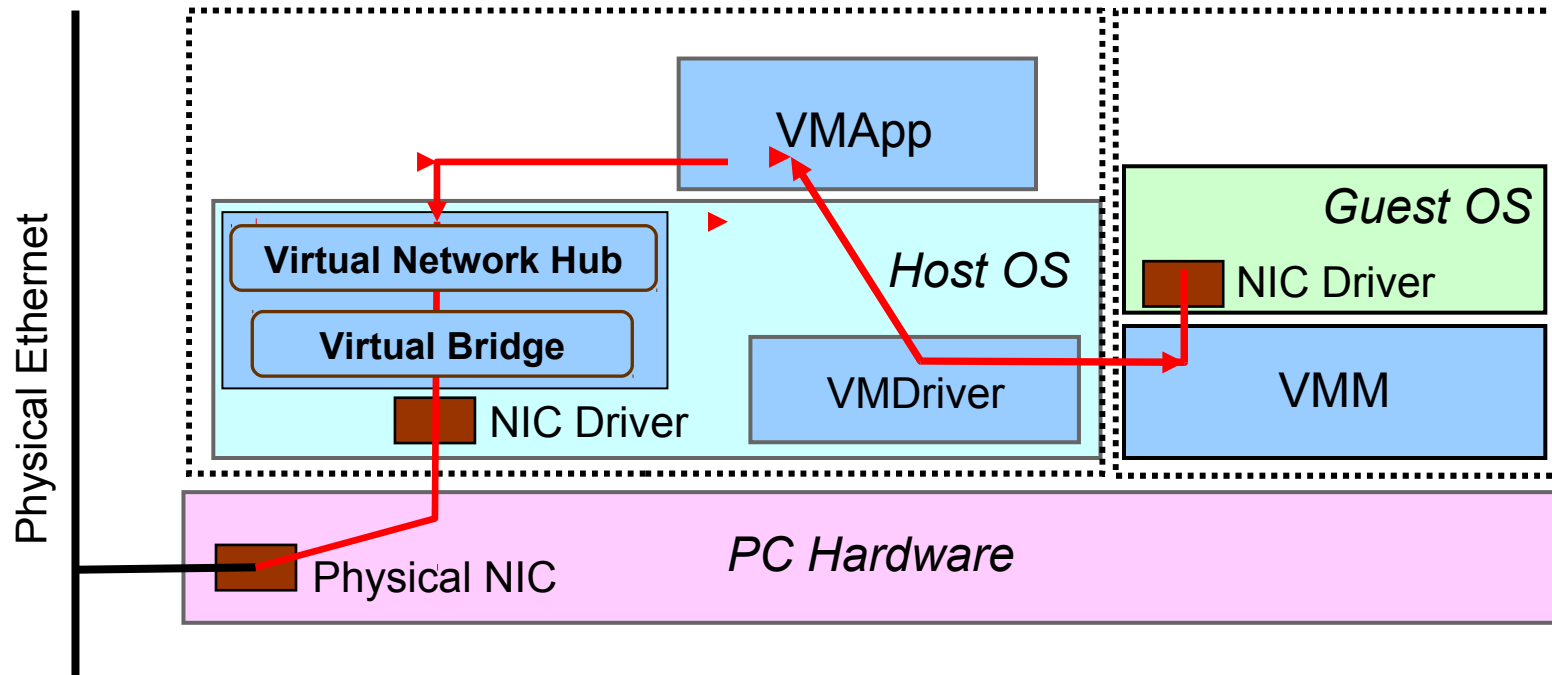 Physical Ethernet
VMApp
Guest OS
Virtual Network Hub
Host OS
NIC Driver
Virtual Bridge
VMDriver
VMM
NIC Driver
PC Hardware
Physical NIC